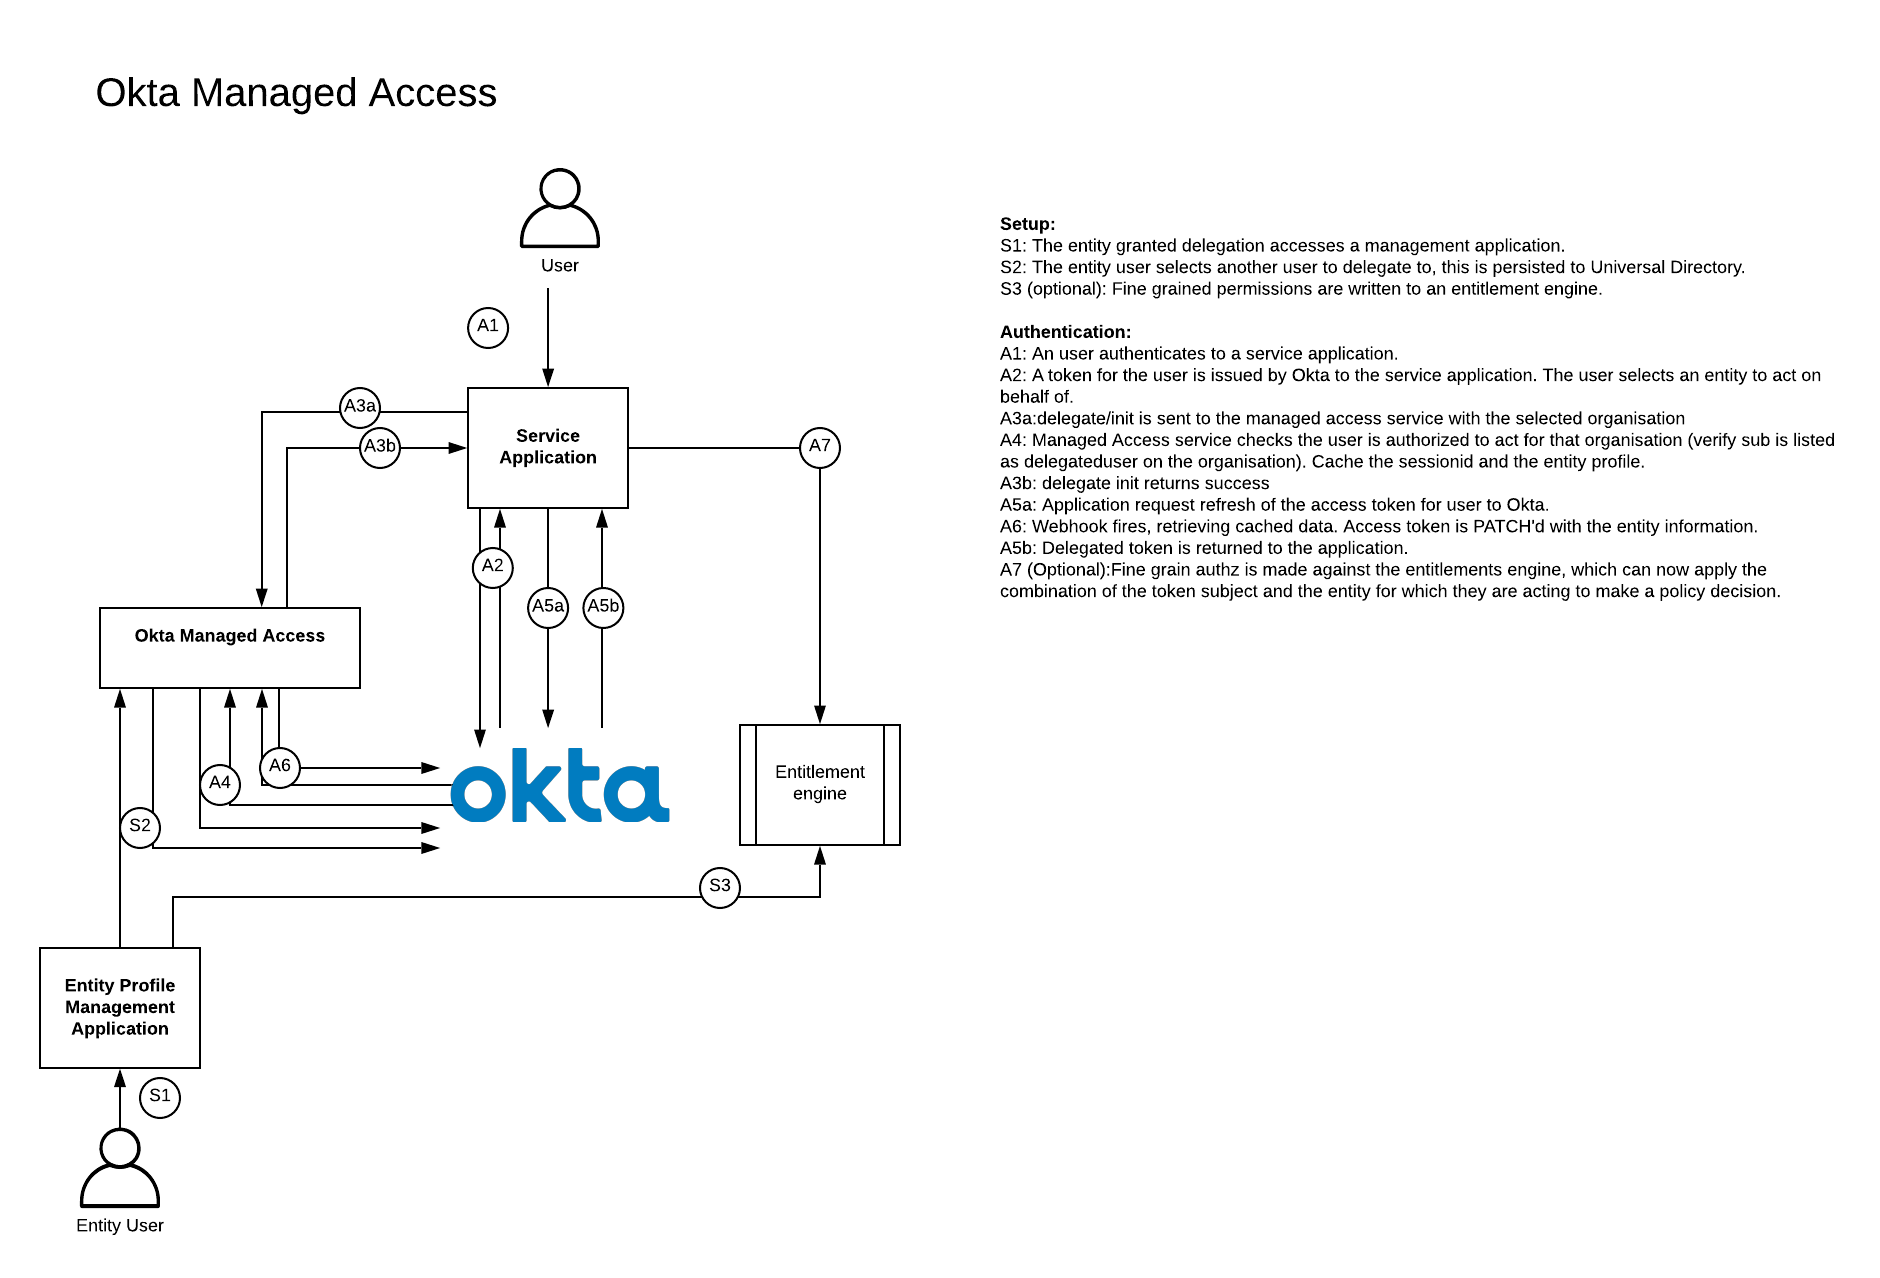 Okta Managed Access
User
A1
A3a
A3b
Service
Application
A7
A2
A5a
A5b
Okta Managed Access
A6
A4
S2
okta
Entitlement
engine
S3
Entity Profile
Management
Application
S1
Entity User
Setup:
S1: The entity granted delegation accesses a management application.
S2: The entity user selects another user to delegate to, this is persisted to Universal Directory.
S3 (optional): Fine grained permissions are written to an entitlement engine.
Authentication:
A1: An user authenticates to a service application.
A2: A token for the user is issued by Okta to the service application. The user selects an entity to act on
behalf of.
A3a:delegate/init is sent to the managed access service with the selected organisation
A4: Managed Access service checks the user is authorized to act for that organisation (verify sub is listed
as delegateduser on the organisation). Cache the sessionid and the entity profile.
A3b: delegate init returns success
A5a: Application request refresh of the access token for user to Okta.
A6: Webhook fires, retrieving cached data. Access token is PATCH'd with the entity information.
A5b: Delegated token is returned to the application.
A7 (Optional):Fine grain authz is made against the entitlements engine, which can now apply the
combination of the token subject and the entity for which they are acting to make a policy decision.